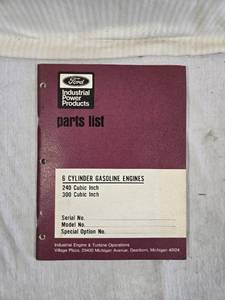 Ford
Industrial
Power
Products
parts list
6 CYLINDER GASOLINE ENGINES
240 Cubic Inch
300 Cubic Inch
Serial No.
Model No.
Special Option No.
Industrial Engine & Turbine Operations
Village Plaza, 23400 Michigan Avenue, Dearborn, Michigan 48124